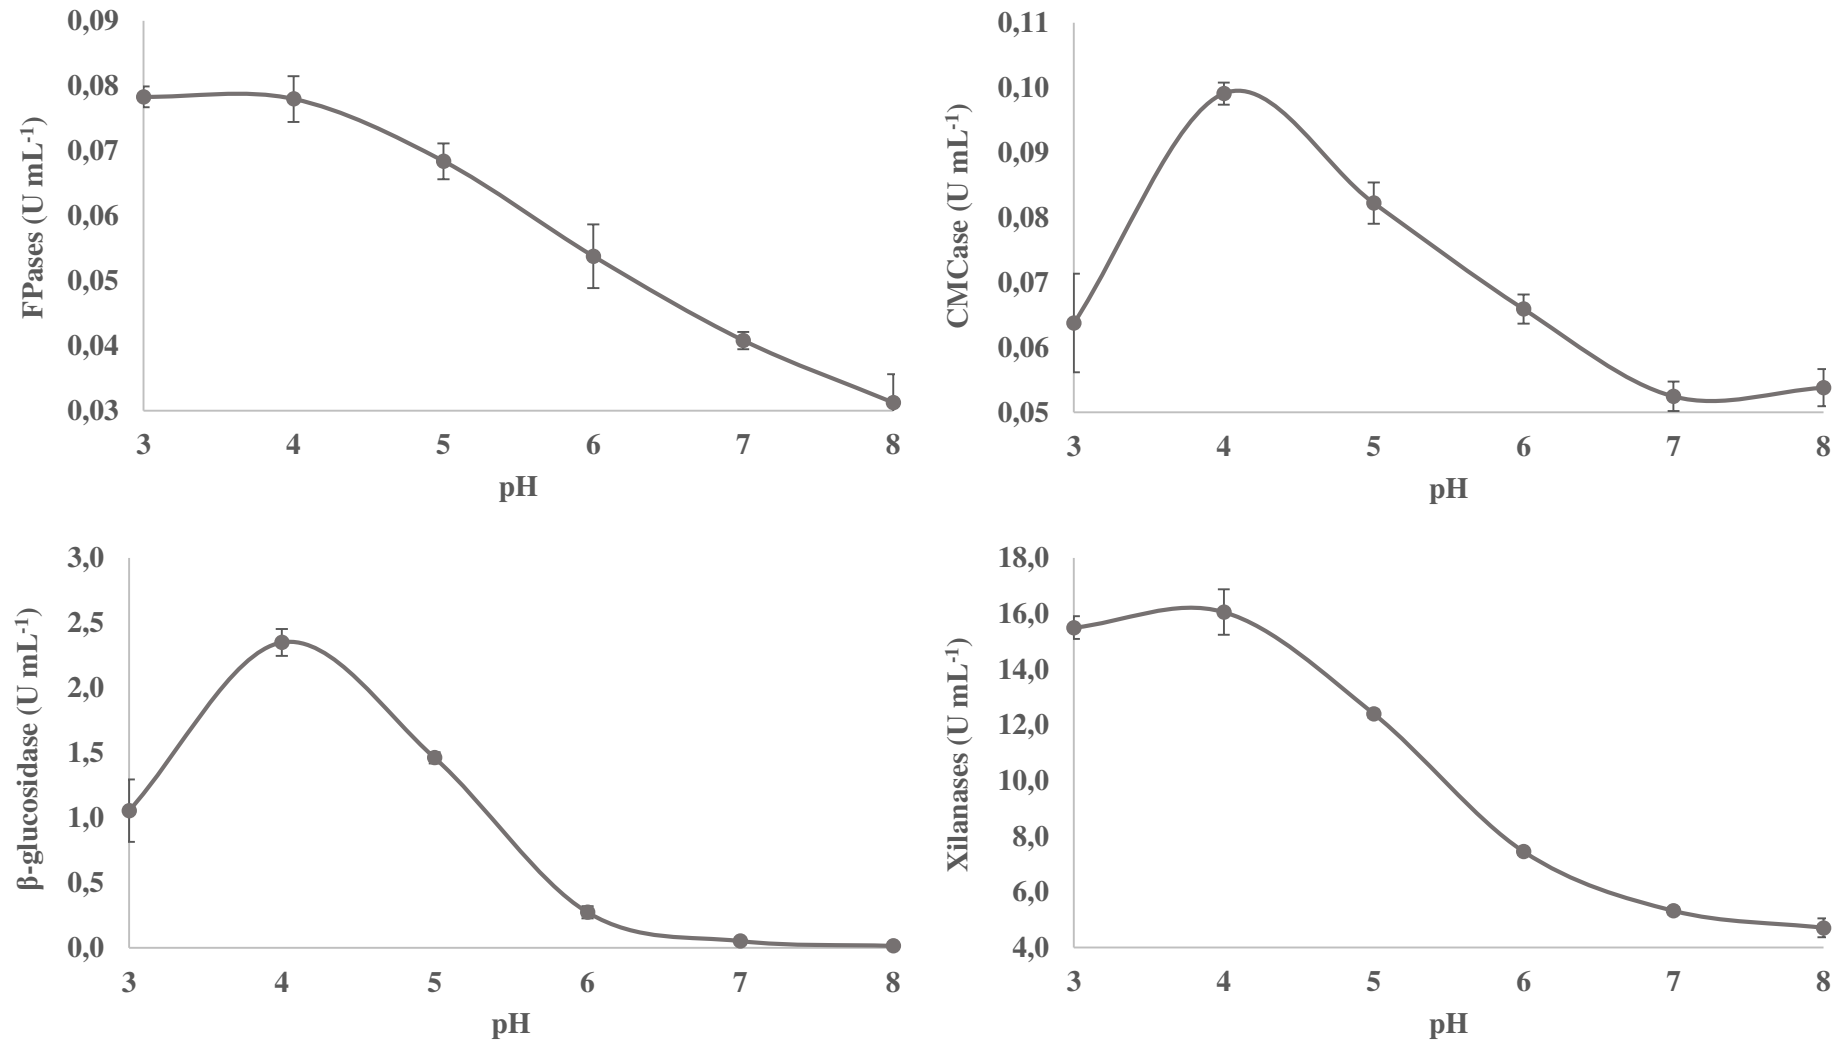 FPases (U mL⁻¹)
0,09
0,08
0,07
0,06
0,05
0,04
0,03
3 4 5 6 7 8
pH
CMCase (U mL⁻¹)
0,11
0,10
0,09
0,08
0,07
0,06
0,05
3 4 5 6 7 8
pH
β-glucosidase (U mL⁻¹)
3,0
2,5
2,0
1,5
1,0
0,5
0,0
3 4 5 6 7 8
pH
Xilanases (U mL⁻¹)
18,0
16,0
14,0
12,0
10,0
8,0
6,0
4,0
3 4 5 6 7 8
pH